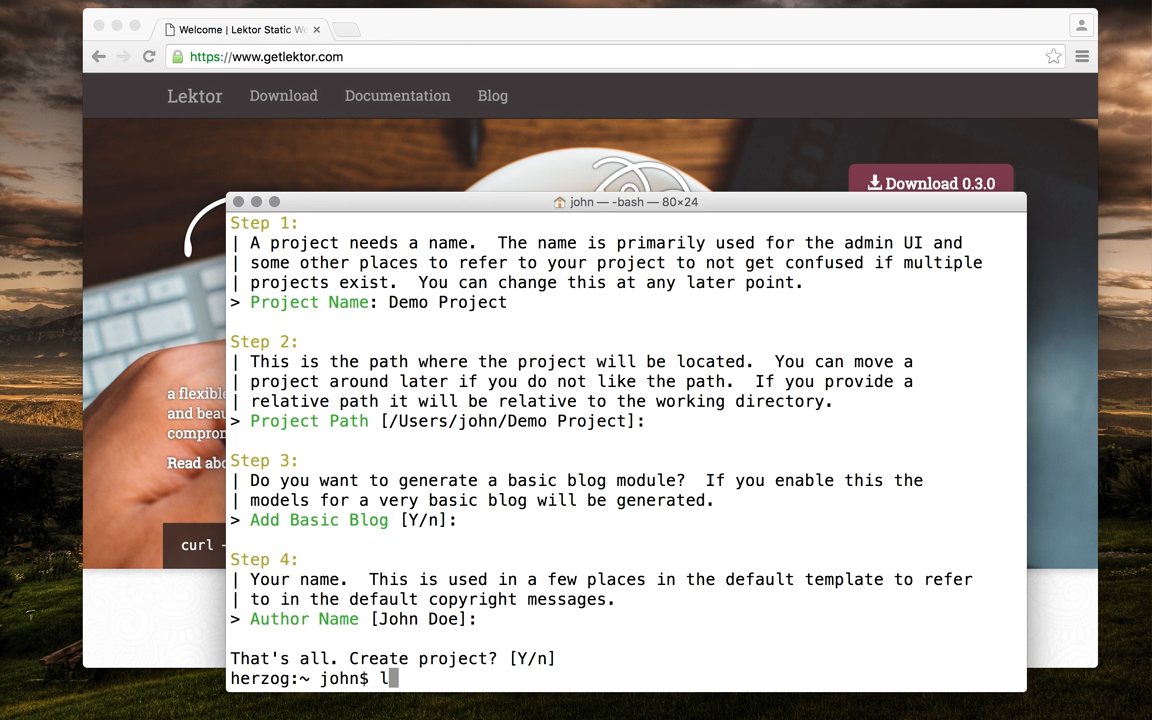 Welcome | Lektor Static We
https://www.getlektor.com
Lektor Download Documentation Blog
Download 0.3.0
john — -bash — 80×24
Step 1:
| A project needs a name.  The name is primarily used for the admin UI and
| some other places to refer to your project to not get confused if multiple
| projects exist.  You can change this at any later point.
> Project Name: Demo Project
Step 2:
| This is the path where the project will be located.  You can move a
| project around later if you do not like the path.  If you provide a
| relative path it will be relative to the working directory.
> Project Path [/Users/john/Demo Project]:
Step 3:
| Do you want to generate a basic blog module?  If you enable this the
| models for a very basic blog will be generated.
> Add Basic Blog [Y/n]:
Step 4:
| Your name.  This is used in a few places in the default template to refer
| to in the default copyright messages.
> Author Name [John Doe]:
That's all. Create project? [Y/n]
herzog:~ john$ l
a flexible
and beau
compron
Read abo
curl -